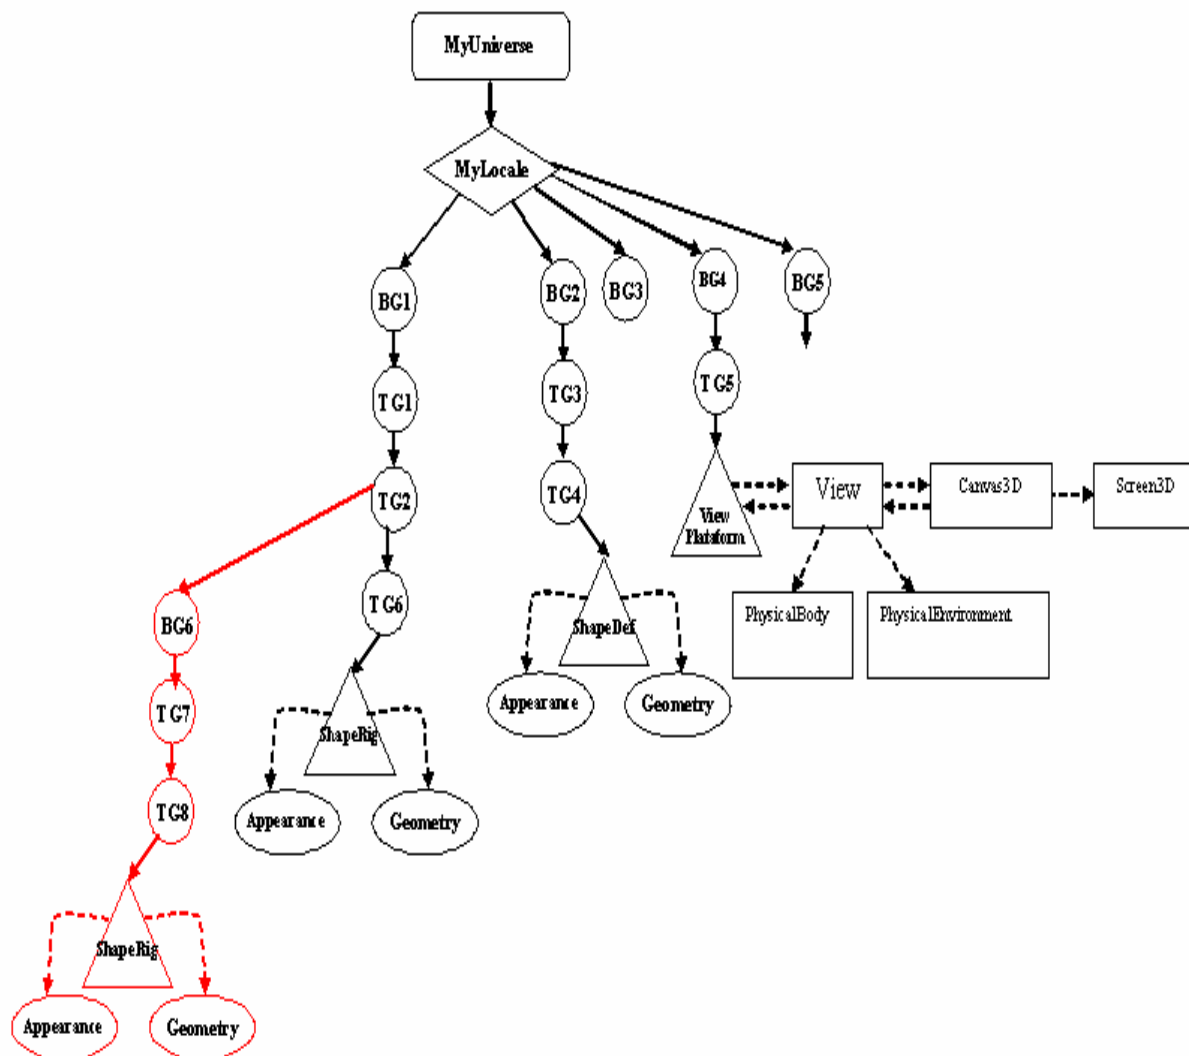 MyUniverse
MyLocale
BG1
BG2
BG3
BG4
BG5
TG1
TG3
TG5
TG2
TG4
View
Plataform
View
Canvas3D
Screen3D
BG6
TG6
ShapeDef
PhysicalBody
PhysicalEnvironment
TG7
ShapeRig
Appearance
Geometry
TG8
Appearance
Geometry
ShapeRig
Appearance
Geometry